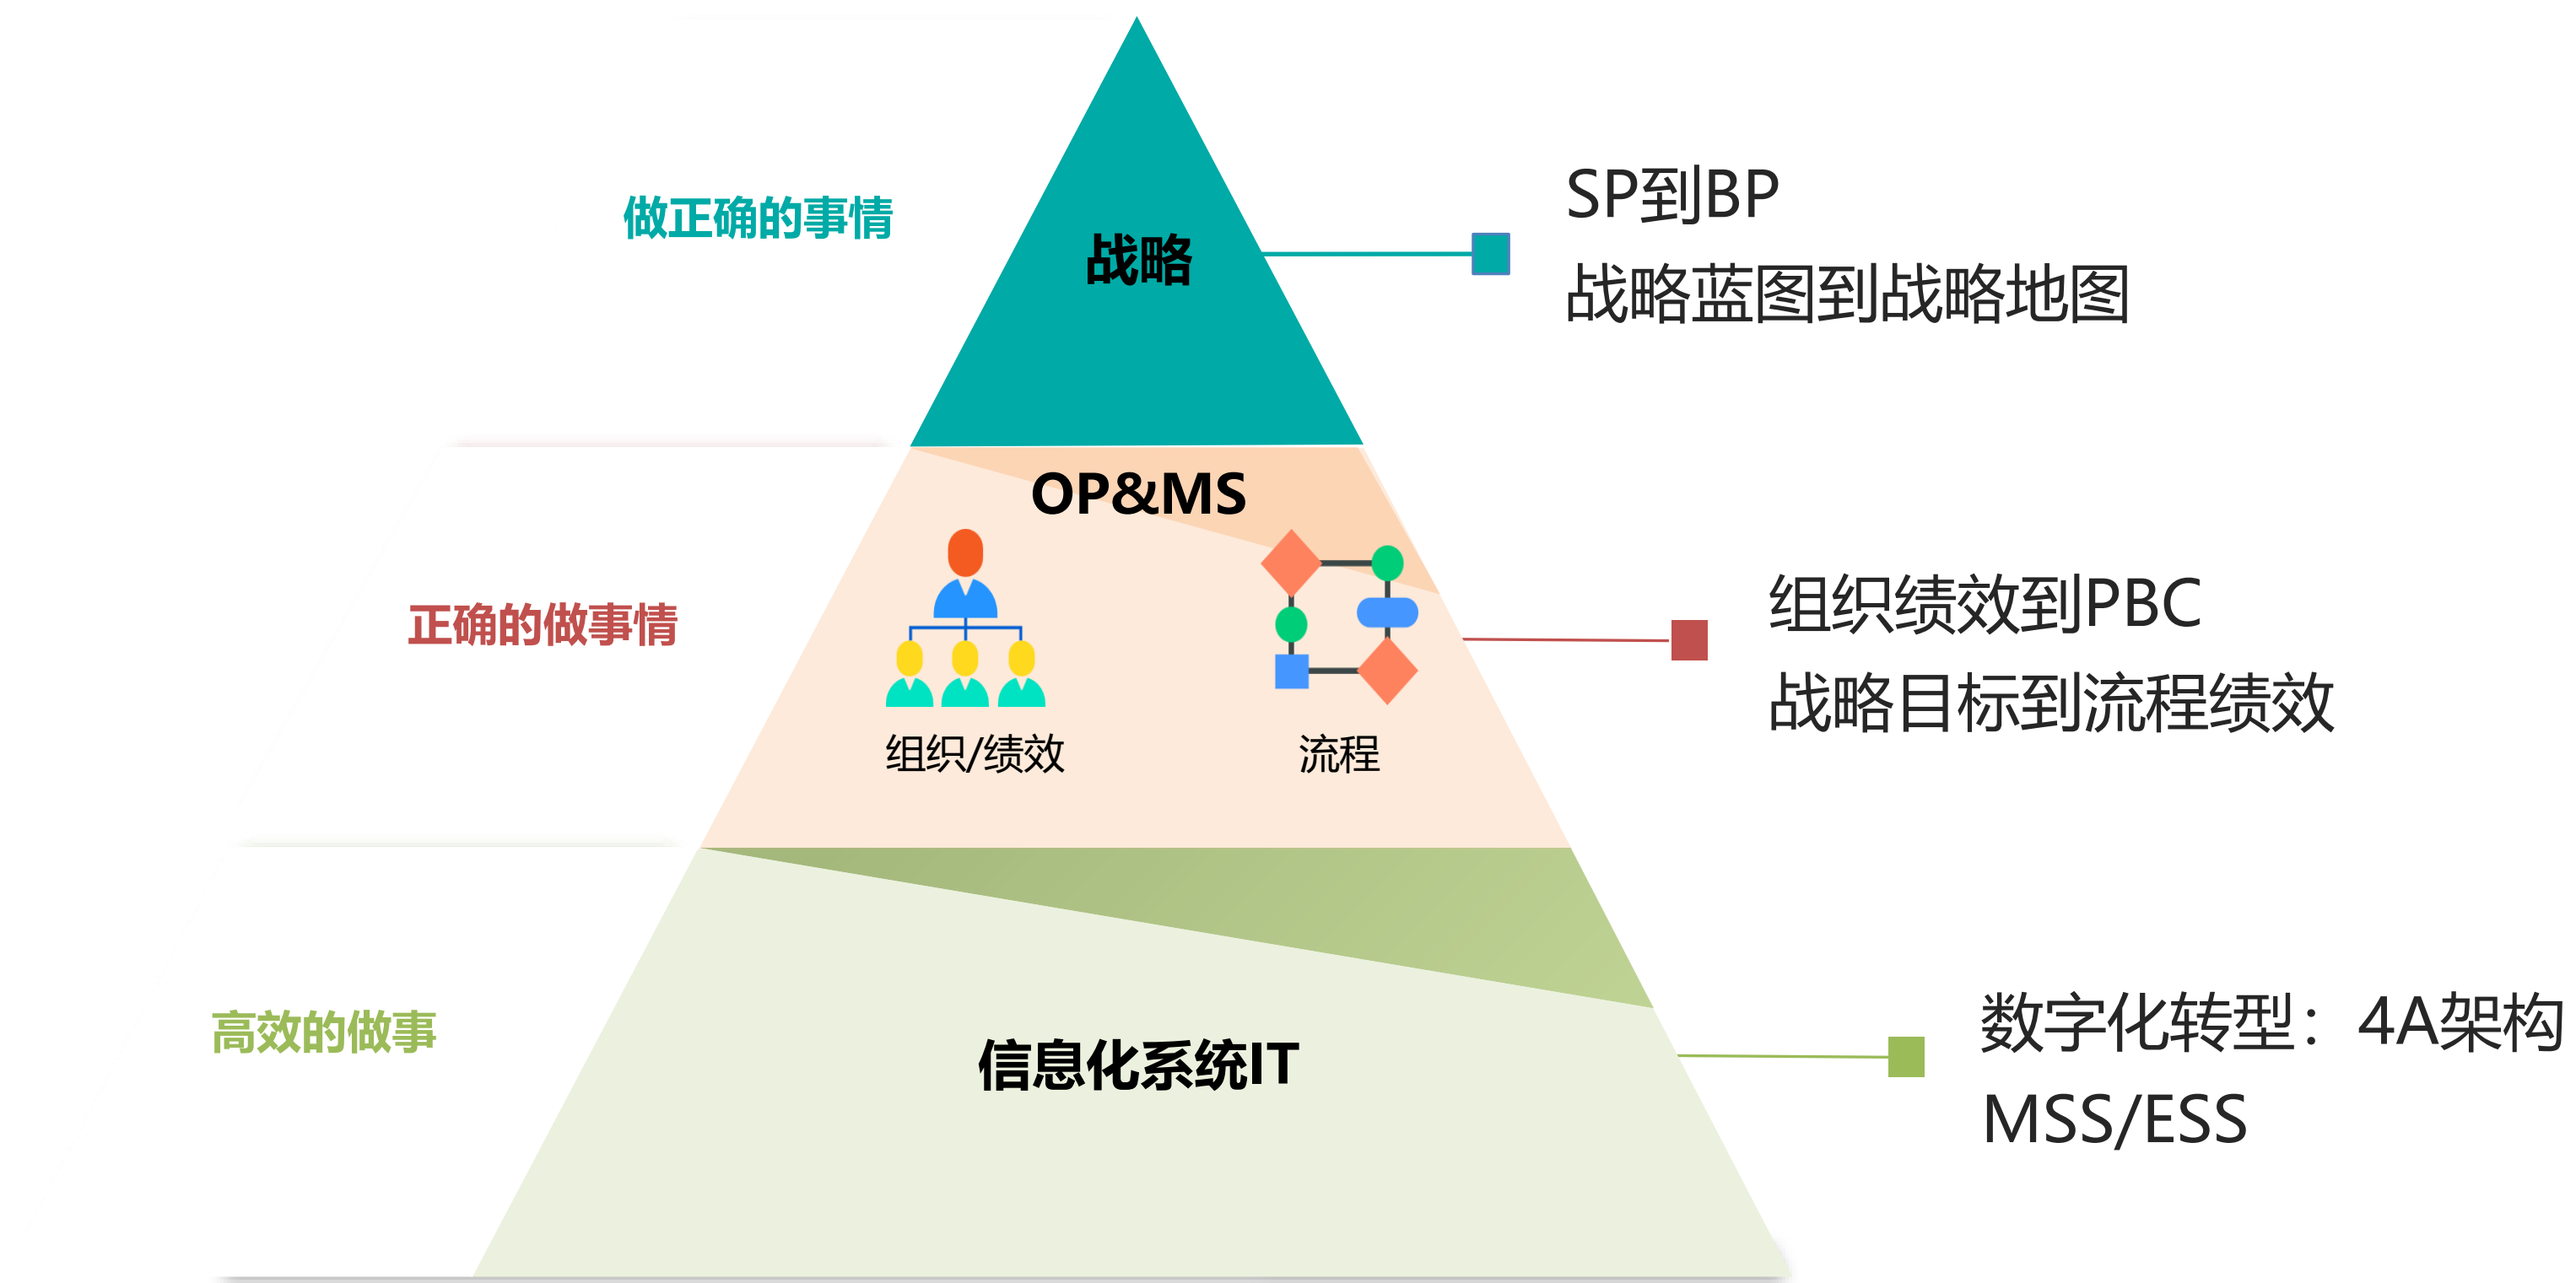 做正确的事情
战略
SP到BP
战略蓝图到战略地图
OP&MS
正确的做事情
组织/绩效
流程
组织绩效到PBC
战略目标到流程绩效
高效的做事
信息化系统IT
数字化转型：4A架构
MSS/ESS